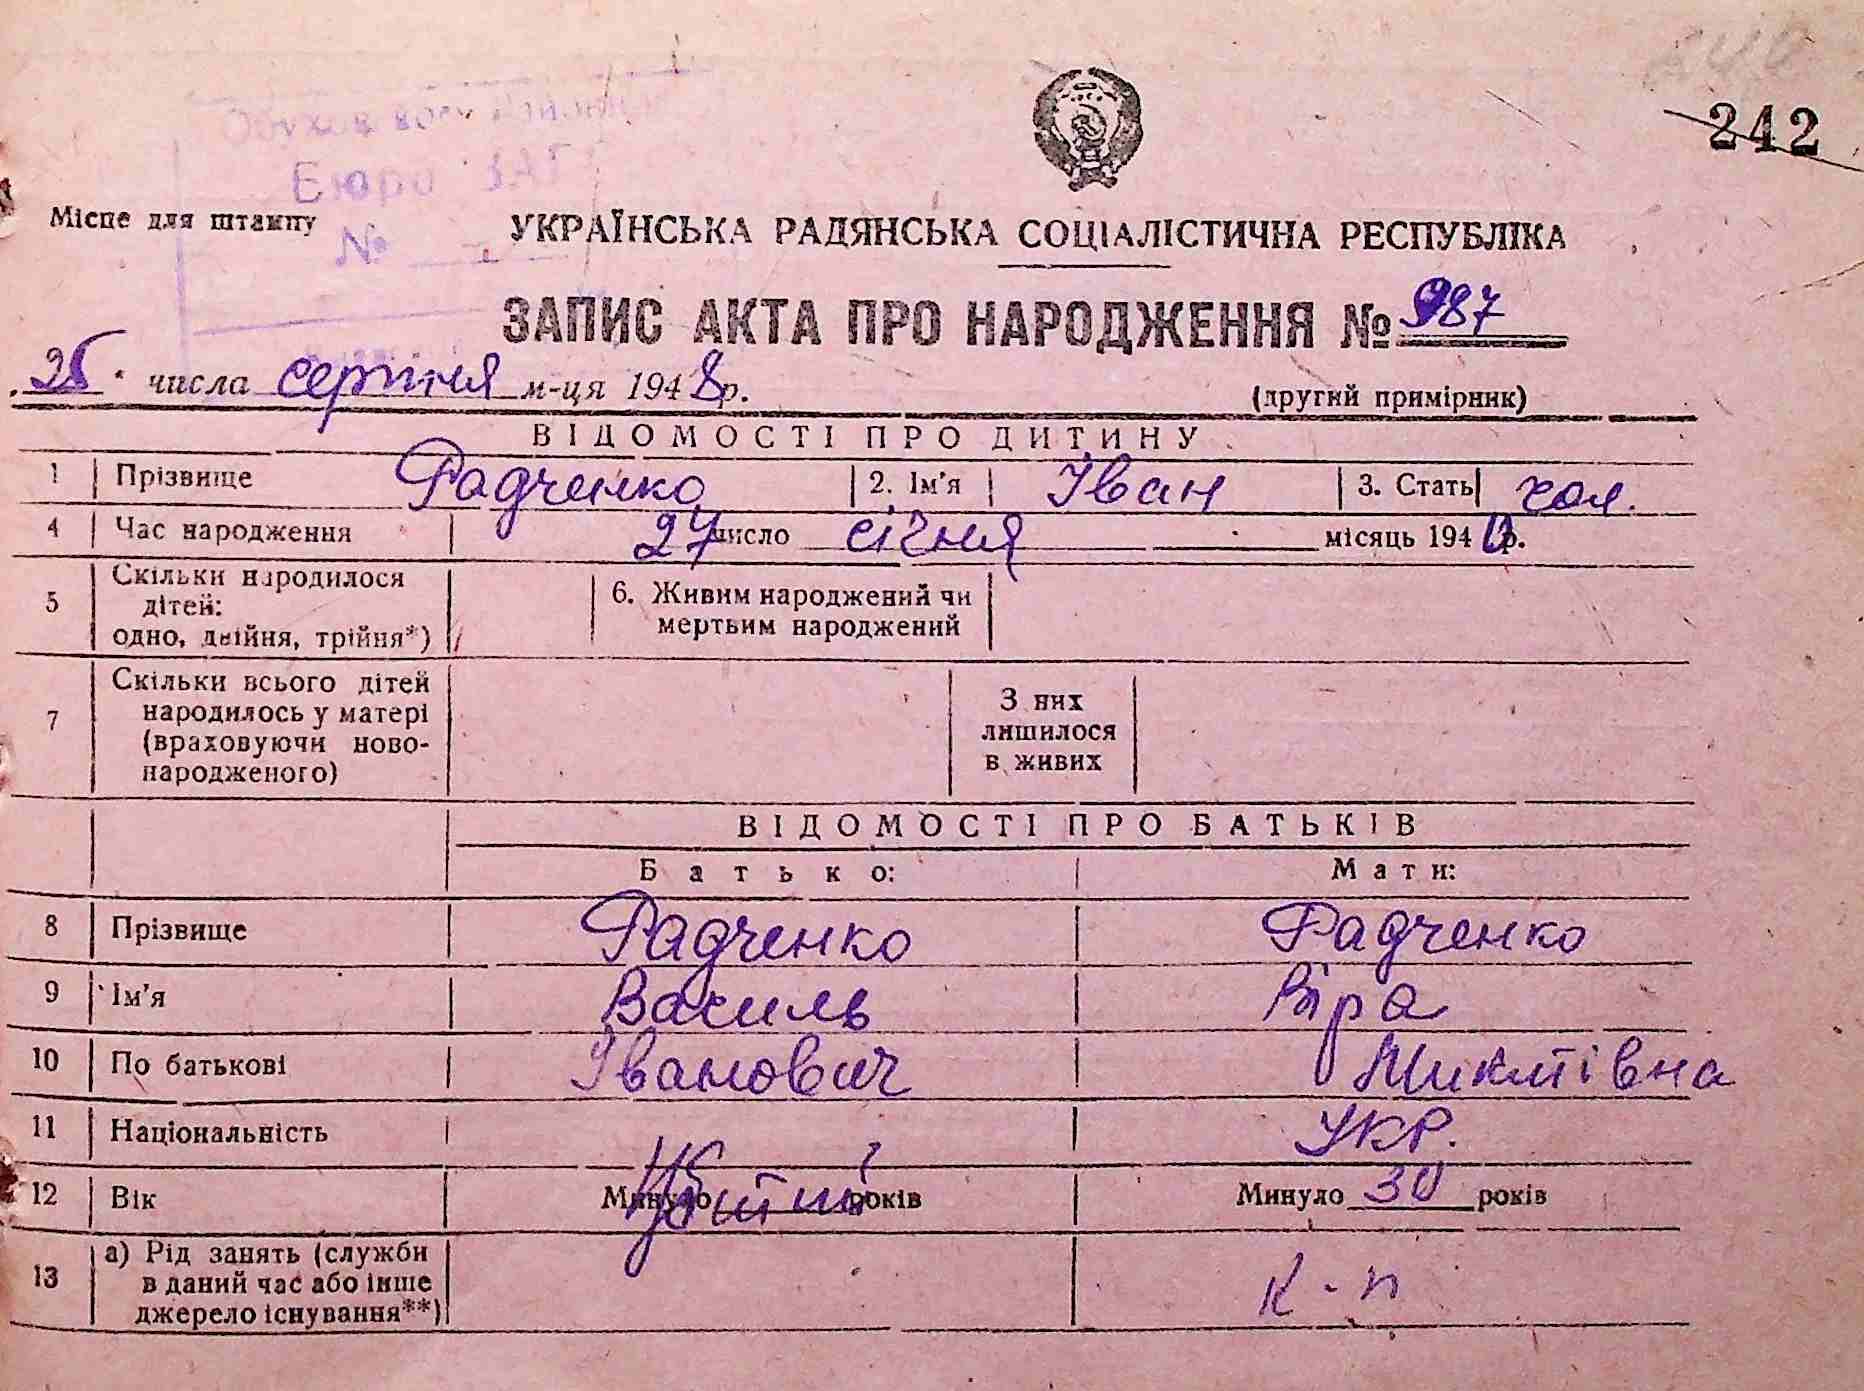 242
Бюро ЗАГ
Місце для штампу
№
УКРАЇНСЬКА РАДЯНСЬКА СОЦІАЛІСТИЧНА РЕСПУБЛІКА
ЗАПИС АКТА ПРО НАРОДЖЕННЯ № 987
25 числа серпня м-ця 1948 р.
(другий примірник)
ВІДОМОСТІ ПРО ДИТИНУ
1 Прізвище Радченко 2. Ім'я Іван 3. Стать чол.
4 Час народження 27 число січня місяць 1940 р.
5 Скільки народилося дітей: одно, двійня, трійня*) 6. Живим народжений чи мертвим народжений
7 Скільки всього дітей народилось у матері (враховуючи ново-народженого) З них лишилося в живих
ВІДОМОСТІ ПРО БАТЬКІВ
Батько: Мати:
8 Прізвище Радченко Радченко
9 Ім'я Василь Віра
10 По батькові Іванович Микитівна
11 Національність укр.
12 Вік Минуло років Минуло 30 років
13 а) Рід занять (служби в даний час або інше джерело існування**) к-п